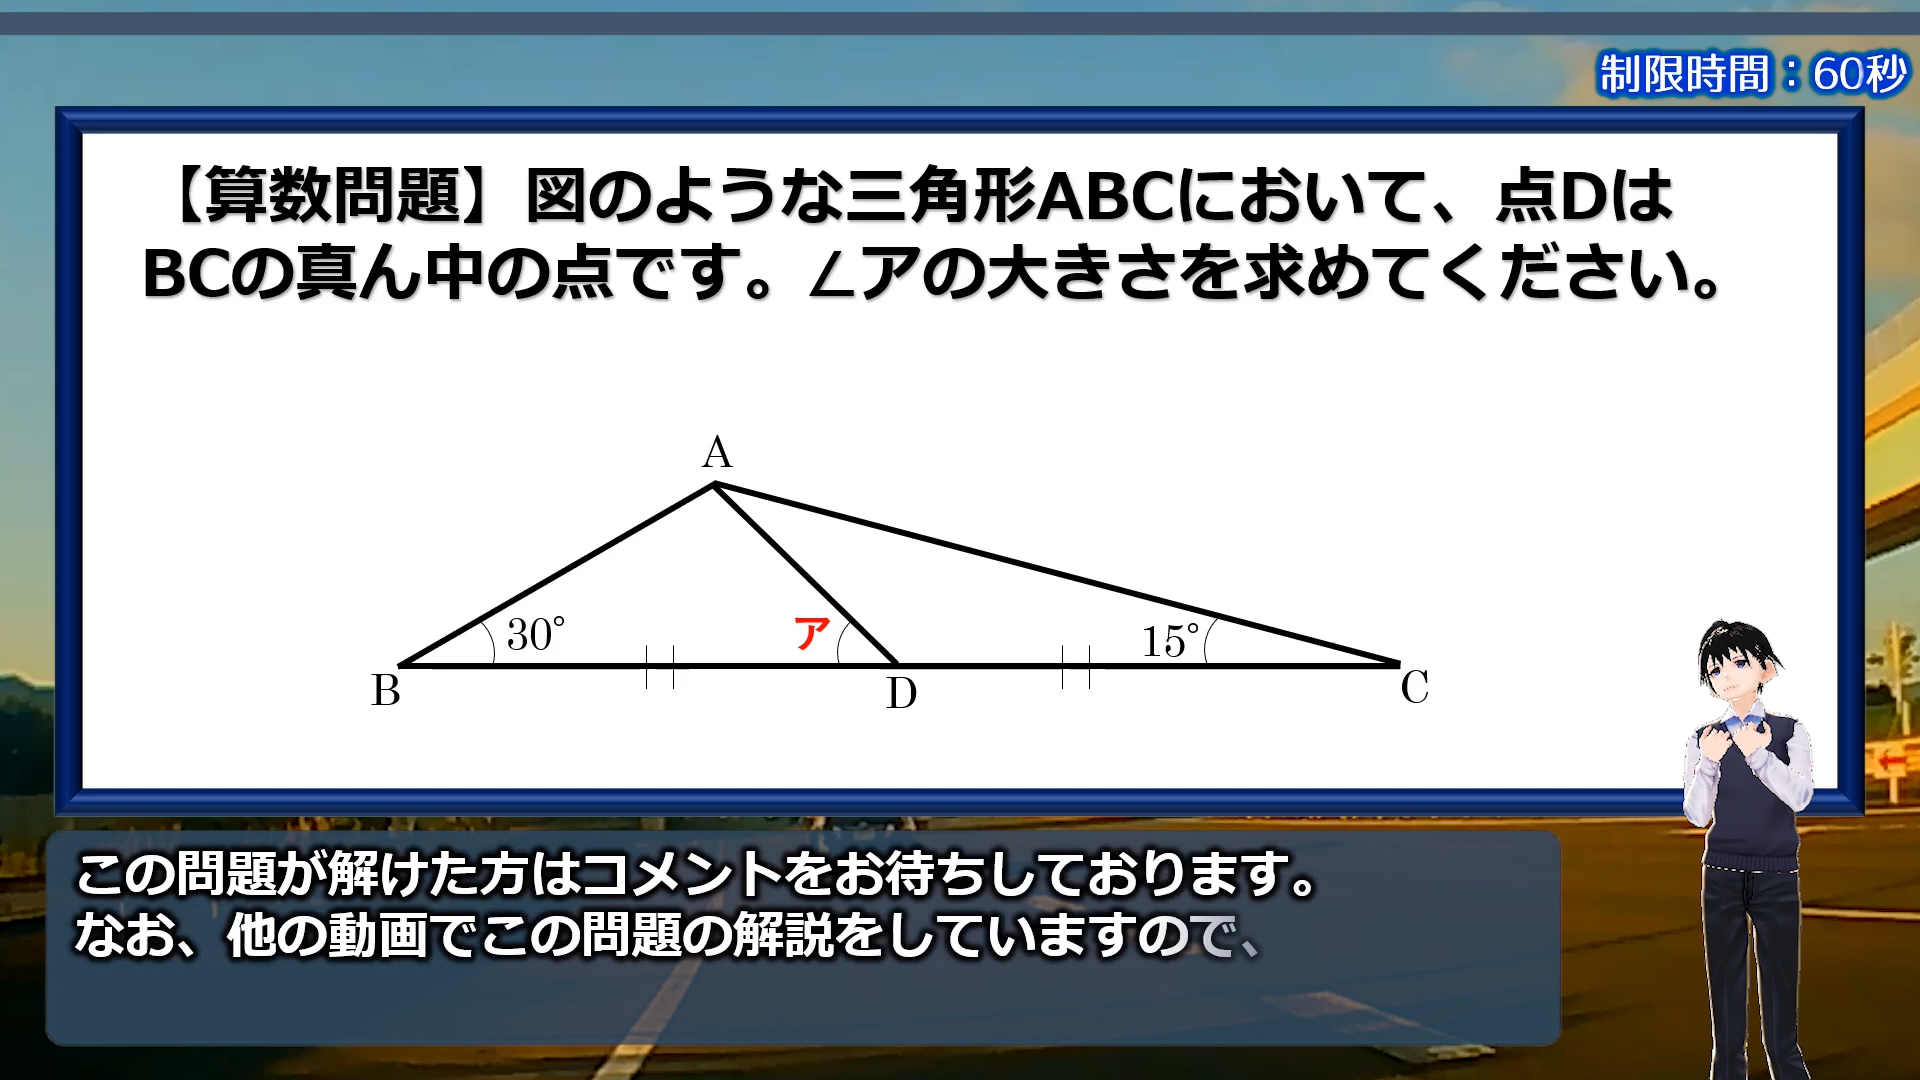 制限時間：60秒
【算数問題】図のような三角形ABCにおいて、点Dは
BCの真ん中の点です。∠アの大きさを求めてください。
A
30°
ア
15°
B
D
C
この問題が解けた方はコメントをお待ちしております。
なお、他の動画でこの問題の解説をしていますので、